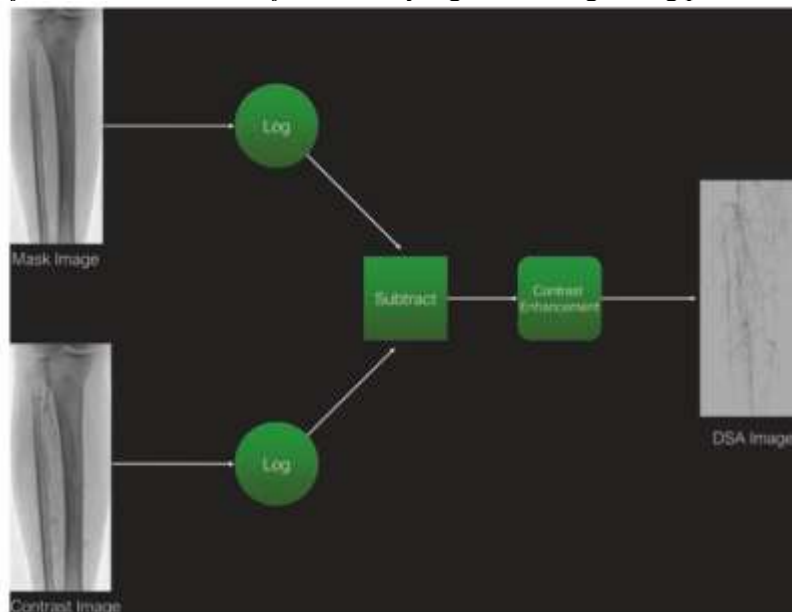 Log
Mask Image
Subtract
Contrast
Enhancement
DSA Image
Log
Contrast Image